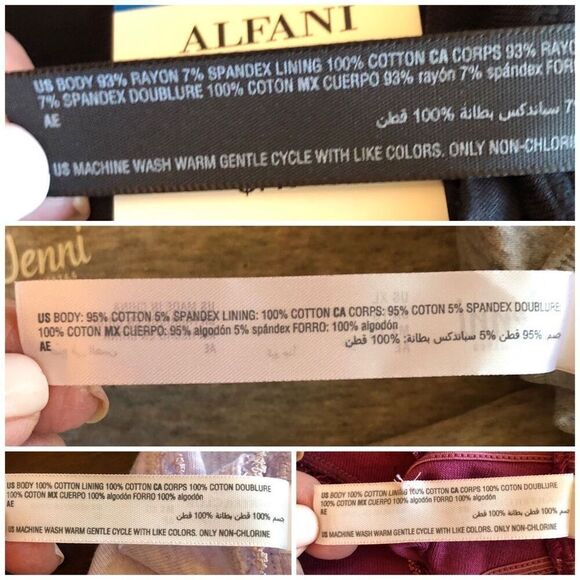 ALFANI
US BODY 93% RAYON 7% SPANDEX LINING 100% COTTON CA CORPS 93% RAYO
7% SPANDEX DOUBLURE 100% COTON MX CUERPO 93% rayón 7% spándex FORR
AE
7% سباندكس بطانة 100% قطن
US MACHINE WASH WARM GENTLE CYCLE WITH LIKE COLORS. ONLY NON-CHLORI
Jenni
US BODY: 95% COTTON 5% SPANDEX LINING: 100% COTTON CA CORPS: 95% COTON 5% SPANDEX DOUBLURE:
100% COTON MX CUERPO: 95% algodón 5% spándex FORRO: 100% algodón
AE
جسم 95% قطن 5% سباندكس بطانة: 100% قطن
US BODY 100% COTTON LINING 100% COTTON CA CORPS 100% COTON DOUBLURE
100% COTON MX CUERPO 100% algodón FORRO 100% algodón
AE
جسم 100% قطن بطانة 100% قطن
US MACHINE WASH WARM GENTLE CYCLE WITH LIKE COLORS. ONLY NON-CHLORINE
US BODY 100% COTTON LINING 100% COTTON CA CORPS 100% COTON DOUBLURE
100% COTON MX CUERPO 100% algodón FORRO 100% algodón
AE
جسم 100% قطن بطانة 100% قطن
US MACHINE WASH WARM GENTLE CYCLE WITH LIKE COLORS. ONLY NON-CHLORINE